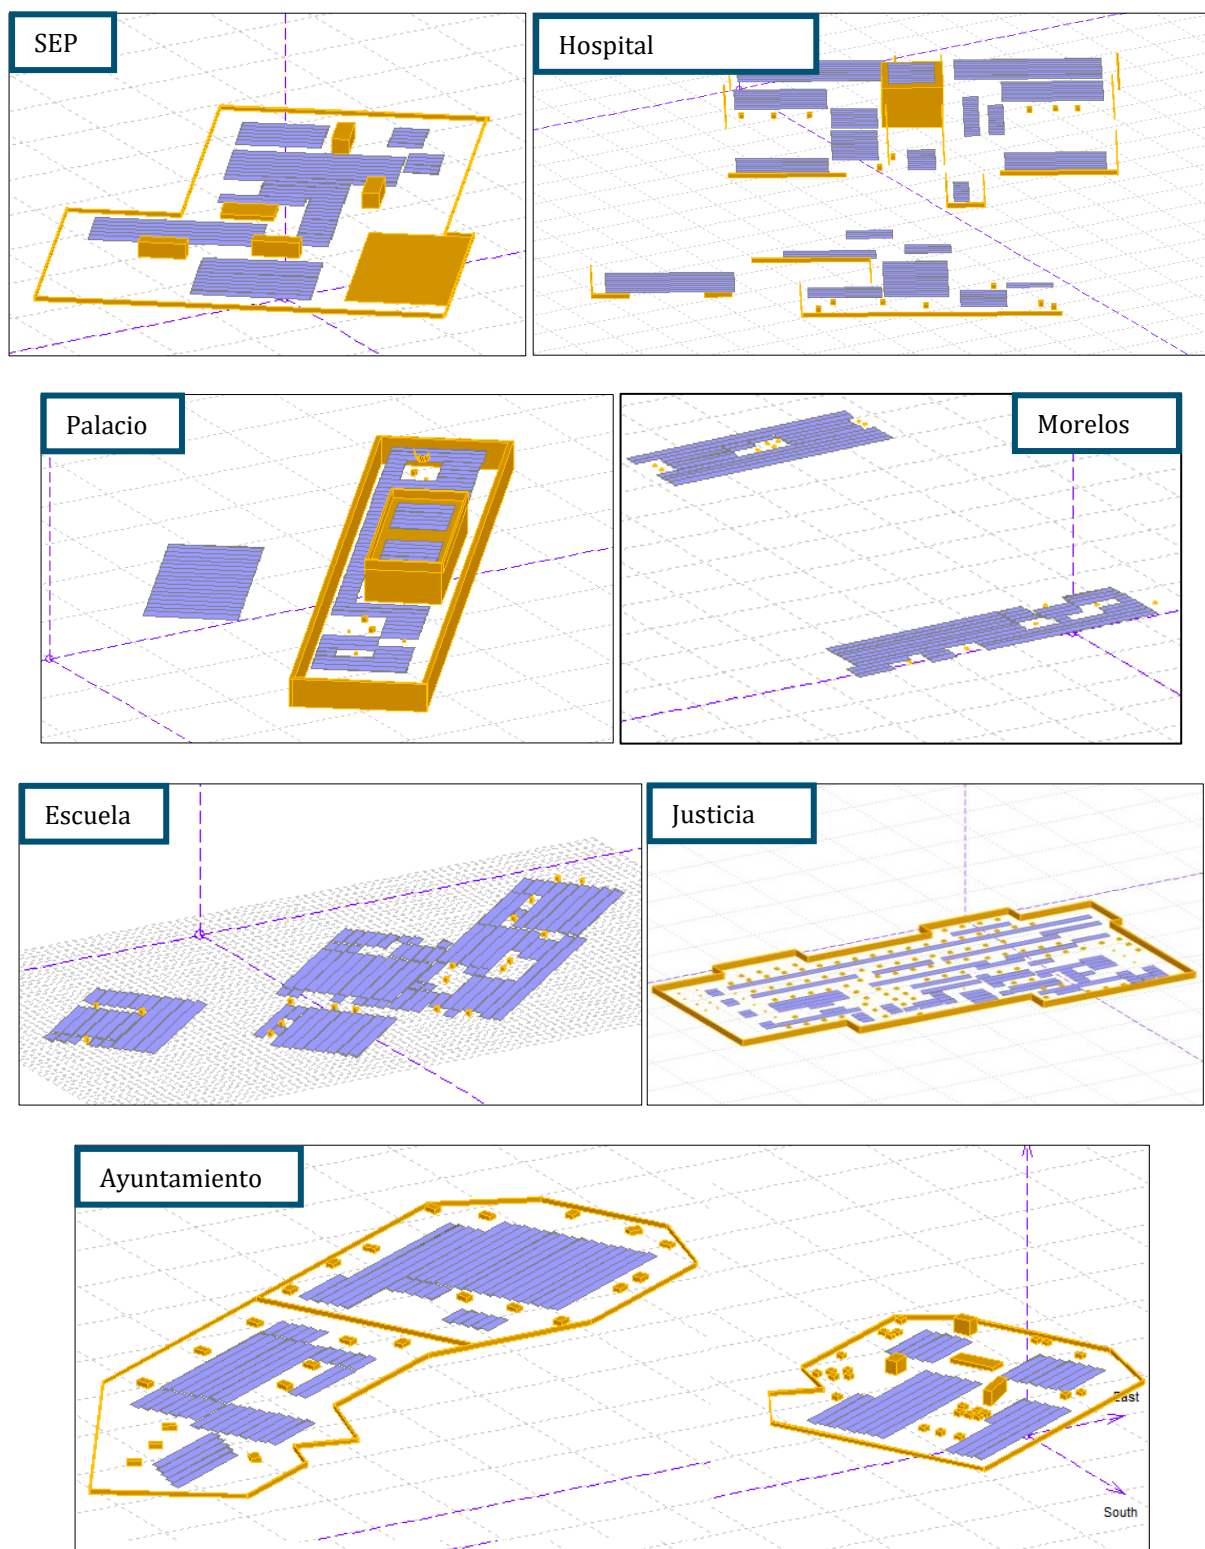 SEP
Hospital
Palacio
Morelos
Escuela
Justicia
Ayuntamiento
East
South